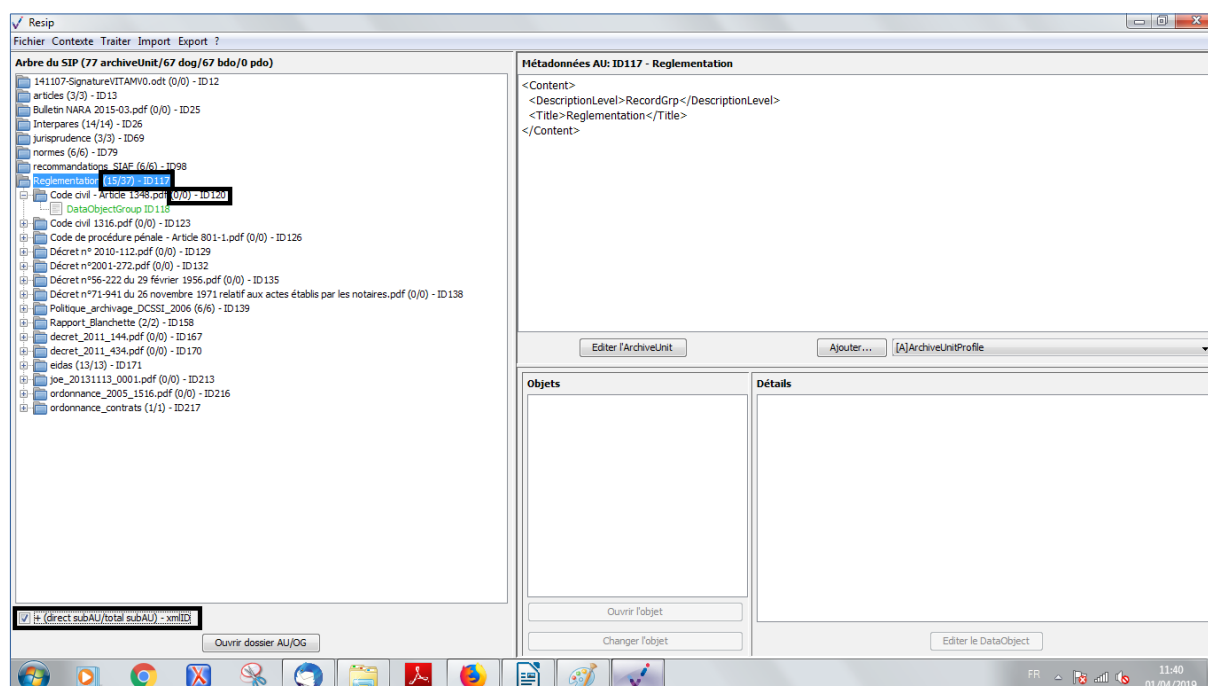 Resip
Fichier Contexte Traiter Import Export ?
Arbre du SIP (77 archiveUnit/67 dog/67 bdo/0 pdo)
141107-SignatureVITAMV0.odt (0/0) - ID12
articles (3/3) - ID13
Bulletin NARA 2015-03.pdf (0/0) - ID25
Interpares (14/14) - ID26
jurisprudence (3/3) - ID69
normes (6/6) - ID79
recommandations_SIAF (6/6) - ID98
Reglementation (15/37) - ID117
Code civil - Article 1348.pdf (0/0) - ID120
DataObjectGroup ID118
Code civil 1316.pdf (0/0) - ID123
Code de procédure pénale - Article 801-1.pdf (0/0) - ID126
Décret n° 2010-112.pdf (0/0) - ID129
Décret n°2001-272.pdf (0/0) - ID132
Décret n°56-222 du 29 février 1956.pdf (0/0) - ID135
Décret n°71-941 du 26 novembre 1971 relatif aux actes établis par les notaires.pdf (0/0) - ID138
Politique_archivage_DCSSI_2006 (6/6) - ID139
Rapport_Blanchette (2/2) - ID158
decret_2011_144.pdf (0/0) - ID167
decret_2011_434.pdf (0/0) - ID170
eidas (13/13) - ID171
joe_20131113_0001.pdf (0/0) - ID213
ordonnance_2005_1516.pdf (0/0) - ID216
ordonnance_contrats (1/1) - ID217
+ (direct subAU/total subAU) - xmlID
Ouvrir dossier AU/OG
Métadonnées AU: ID117 - Reglementation
<Content>
<DescriptionLevel>RecordGrp</DescriptionLevel>
<Title>Reglementation</Title>
</Content>
Editer l'ArchiveUnit
Ajouter...
[A]ArchiveUnitProfile
Objets
Détails
Ouvrir l'objet
Changer l'objet
Editer le DataObject
FR
11:40
01/04/2019